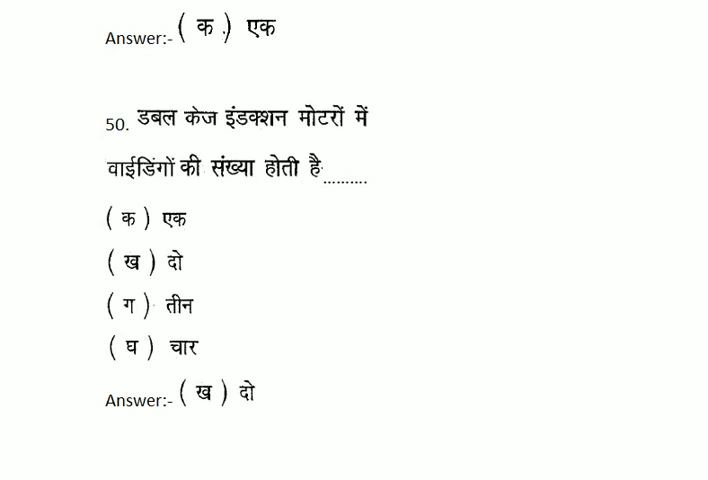 Answer:- ( क ) एक
50. डबल केज इंडक्शन मोटरों में
वाईडिंगों की संख्या होती है..........
( क ) एक
( ख ) दो
( ग ) तीन
( घ ) चार
Answer:- ( ख ) दो